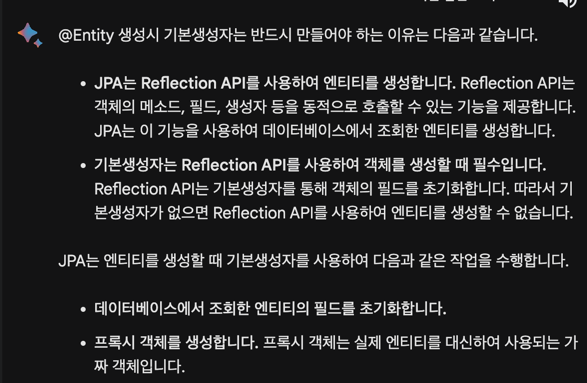 @Entity 생성시 기본생성자는 반드시 만들어야 하는 이유는 다음과 같습니다.
• JPA는 Reflection API를 사용하여 엔티티를 생성합니다. Reflection API는
객체의 메소드, 필드, 생성자 등을 동적으로 호출할 수 있는 기능을 제공합니다.
JPA는 이 기능을 사용하여 데이터베이스에서 조회한 엔티티를 생성합니다.
• 기본생성자는 Reflection API를 사용하여 객체를 생성할 때 필수입니다.
Reflection API는 기본생성자를 통해 객체의 필드를 초기화합니다. 따라서 기
본생성자가 없으면 Reflection API를 사용하여 엔티티를 생성할 수 없습니다.
JPA는 엔티티를 생성할 때 기본생성자를 사용하여 다음과 같은 작업을 수행합니다.
• 데이터베이스에서 조회한 엔티티의 필드를 초기화합니다.
• 프록시 객체를 생성합니다. 프록시 객체는 실제 엔티티를 대신하여 사용되는 가
짜 객체입니다.